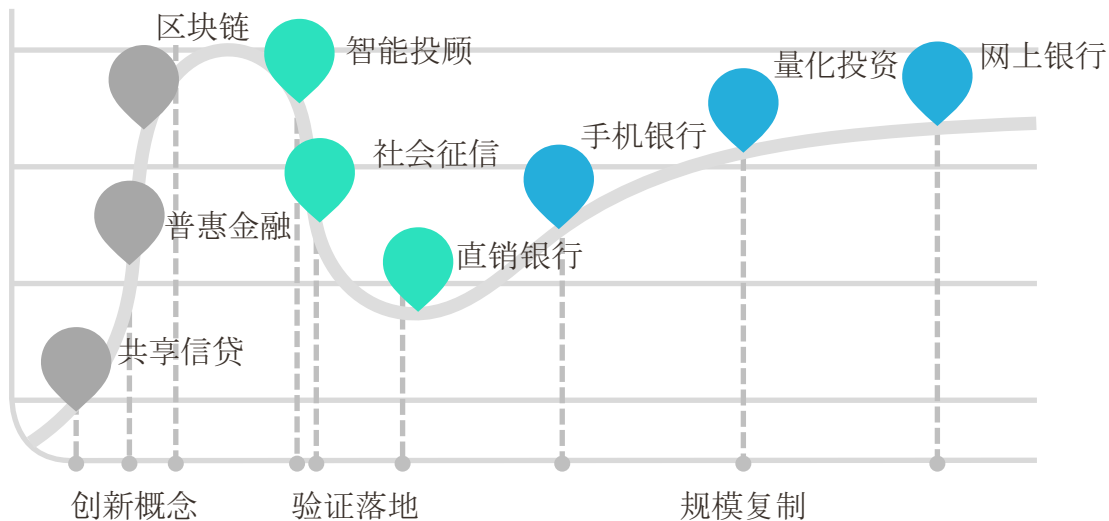 区块链
智能投顾
量化投资
网上银行
手机银行
社会征信
普惠金融
直销银行
共享信贷
创新概念
验证落地
规模复制